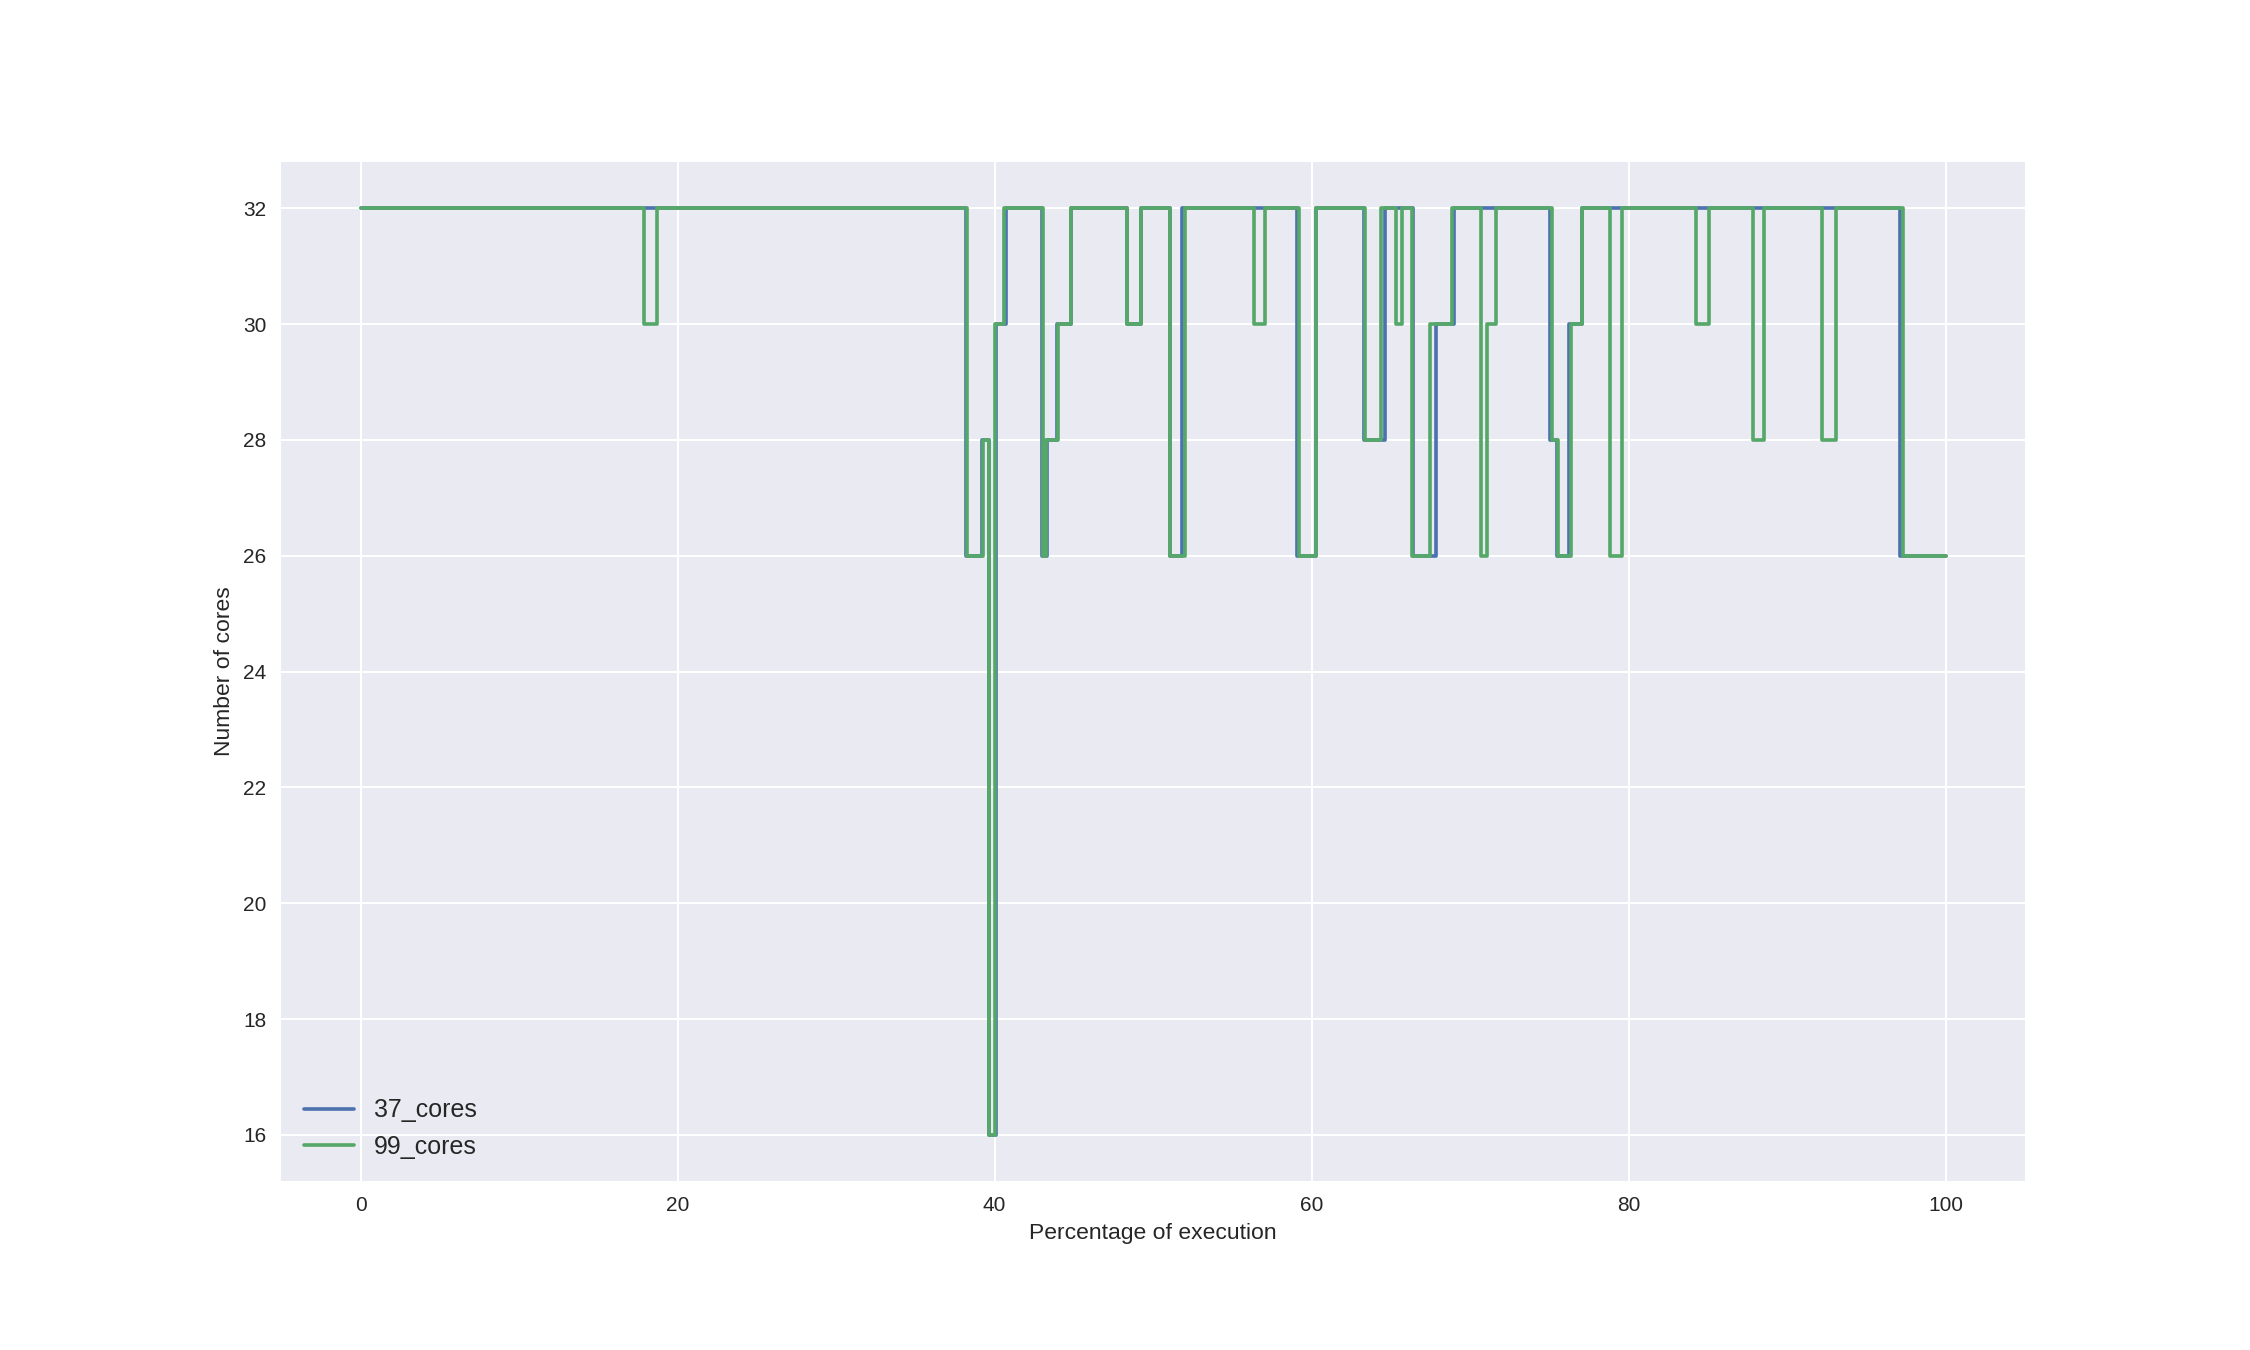 32
30
28
26
24
22
20
18
16
Number of cores
37_cores
99_cores
0 20 40 60 80 100
Percentage of execution